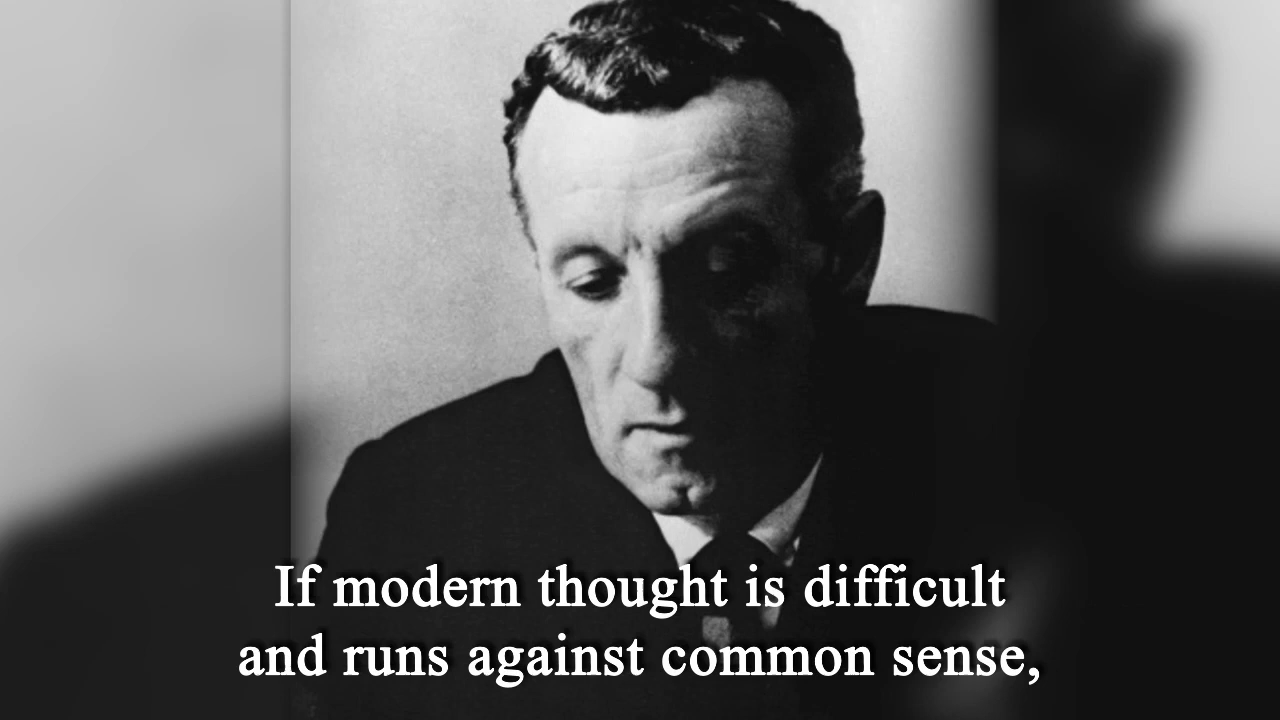 If modern thought is difficult
and runs against common sense,